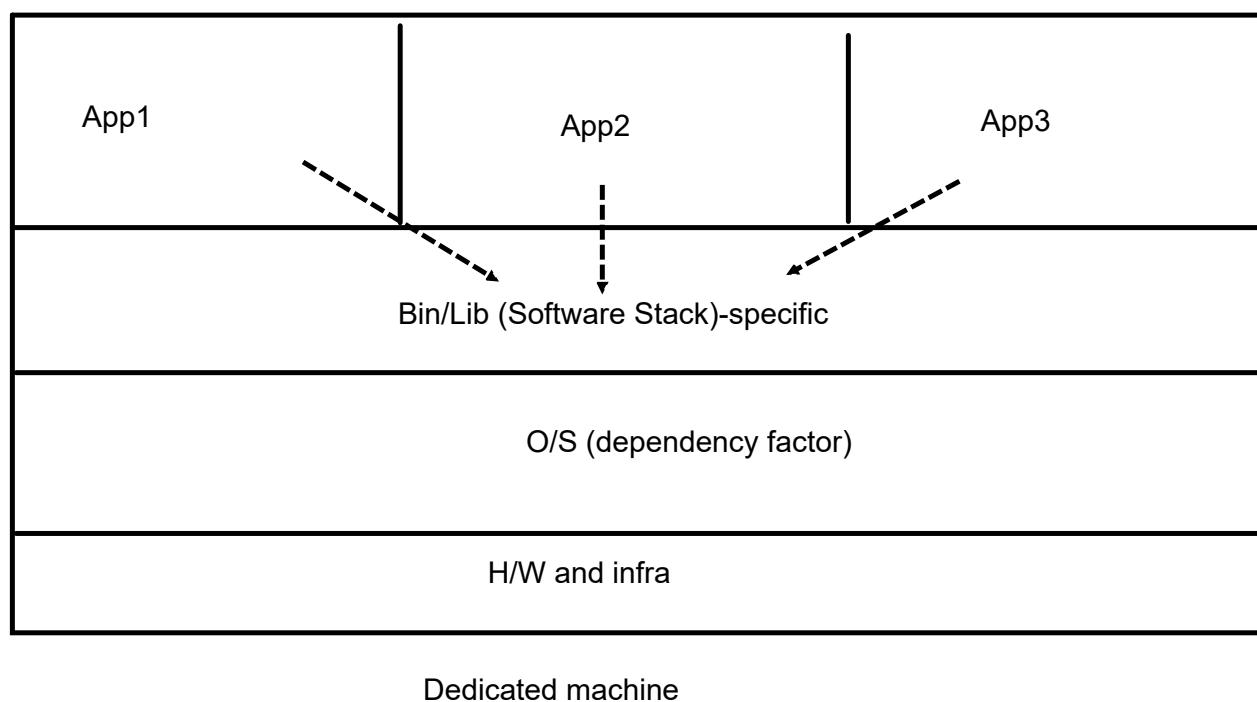 App1
App2
App3
Bin/Lib (Software Stack)-specific
O/S (dependency factor)
H/W and infra
Dedicated machine